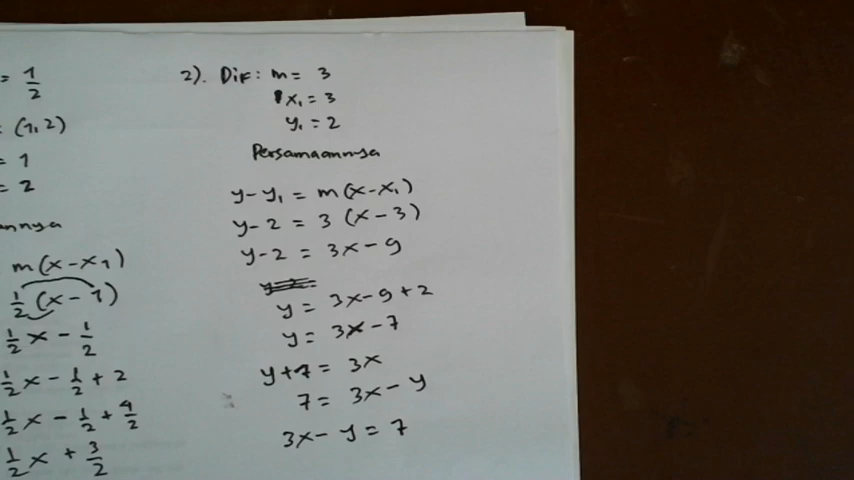 = 1/2
= (1,2)
= 1
= 2
annya
m(x-x1)
1/2 (x - 1)
1/2 x - 1/2
1/2 x - 1/2 + 2
1/2 x - 1/2 + 4/2
1/2 x + 3/2
2). Dif: m = 3
x₁ = 3
y₁ = 2
Persamaannya
y - y₁ = m(x - x₁)
y - 2 = 3 (x - 3)
y - 2 = 3x - 9
y = 3x - 9 + 2
y = 3x - 7
y + 7 = 3x
7 = 3x - y
3x - y = 7